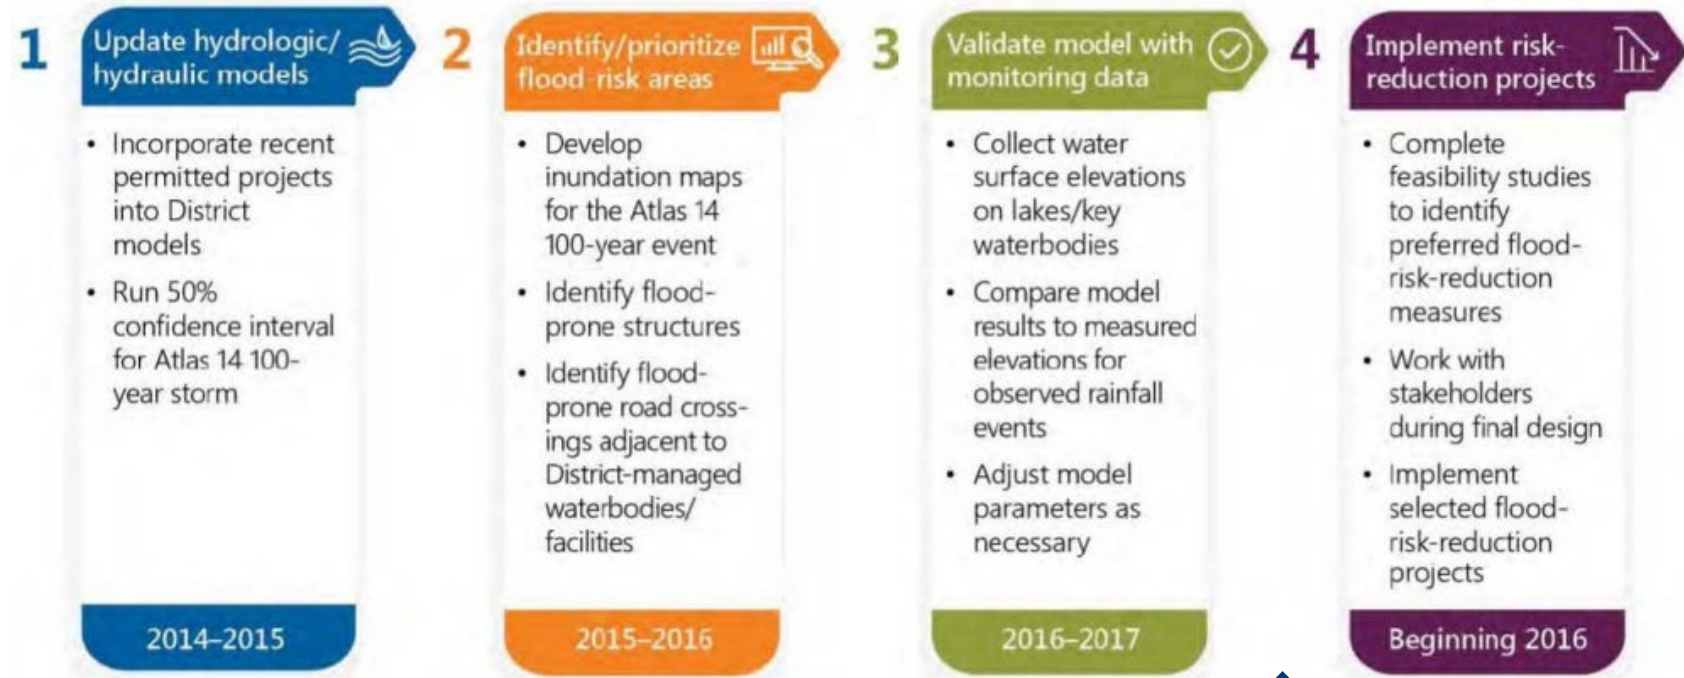 1
Update hydrologic/
hydraulic models
• Incorporate recent
permitted projects
into District
models
• Run 50%
confidence interval
for Atlas 14 100-
year storm
2014–2015
2
Identify/prioritize
flood-risk areas
• Develop
inundation maps
for the Atlas 14
100-year event
• Identify flood-
prone structures
• Identify flood-
prone road cross-
ings adjacent to
District-managed
waterbodies/
facilities
2015–2016
3
Validate model with
monitoring data
• Collect water
surface elevations
on lakes/key
waterbodies
• Compare model
results to measured
elevations for
observed rainfall
events
• Adjust model
parameters as
necessary
2016–2017
4
Implement risk-
reduction projects
• Complete
feasibility studies
to identify
preferred flood-
risk-reduction
measures
• Work with
stakeholders
during final design
• Implement
selected flood-
risk-reduction
projects
Beginning 2016